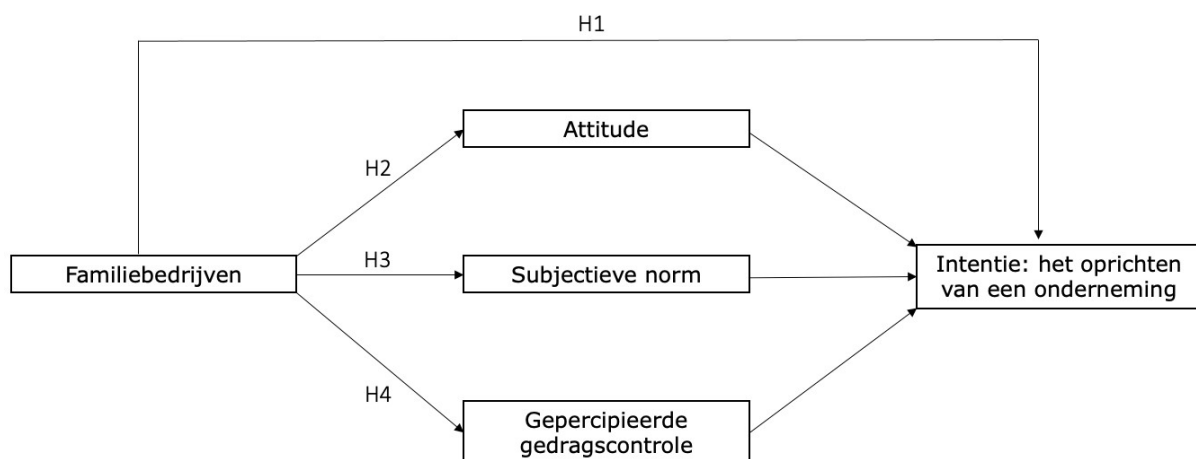 H1
Attitude
H2
Familiebedrijven
H3
Subjectieve norm
Intentie: het oprichten
van een onderneming
H4
Gepercipieerde
gedragscontrole